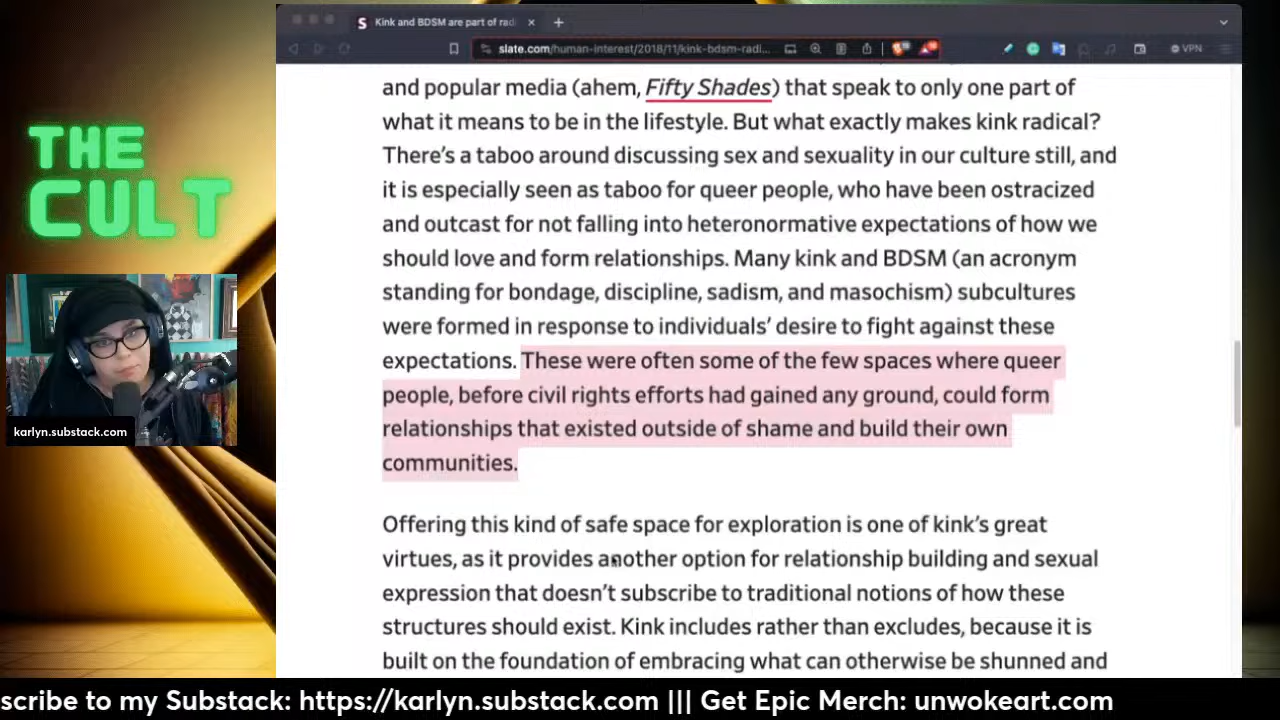 Kink and BDSM are part of rad
slate.com/human-interest/2018/11/kink-bdsm-radi...
VPN
THE
CULT
karlyn.substack.com
and popular media (ahem, Fifty Shades) that speak to only one part of
what it means to be in the lifestyle. But what exactly makes kink radical?
There’s a taboo around discussing sex and sexuality in our culture still, and
it is especially seen as taboo for queer people, who have been ostracized
and outcast for not falling into heteronormative expectations of how we
should love and form relationships. Many kink and BDSM (an acronym
standing for bondage, discipline, sadism, and masochism) subcultures
were formed in response to individuals’ desire to fight against these
expectations. These were often some of the few spaces where queer
people, before civil rights efforts had gained any ground, could form
relationships that existed outside of shame and build their own
communities.
Offering this kind of safe space for exploration is one of kink’s great
virtues, as it provides another option for relationship building and sexual
expression that doesn’t subscribe to traditional notions of how these
structures should exist. Kink includes rather than excludes, because it is
built on the foundation of embracing what can otherwise be shunned and
scribe to my Substack: https://karlyn.substack.com ||| Get Epic Merch: unwokeart.com